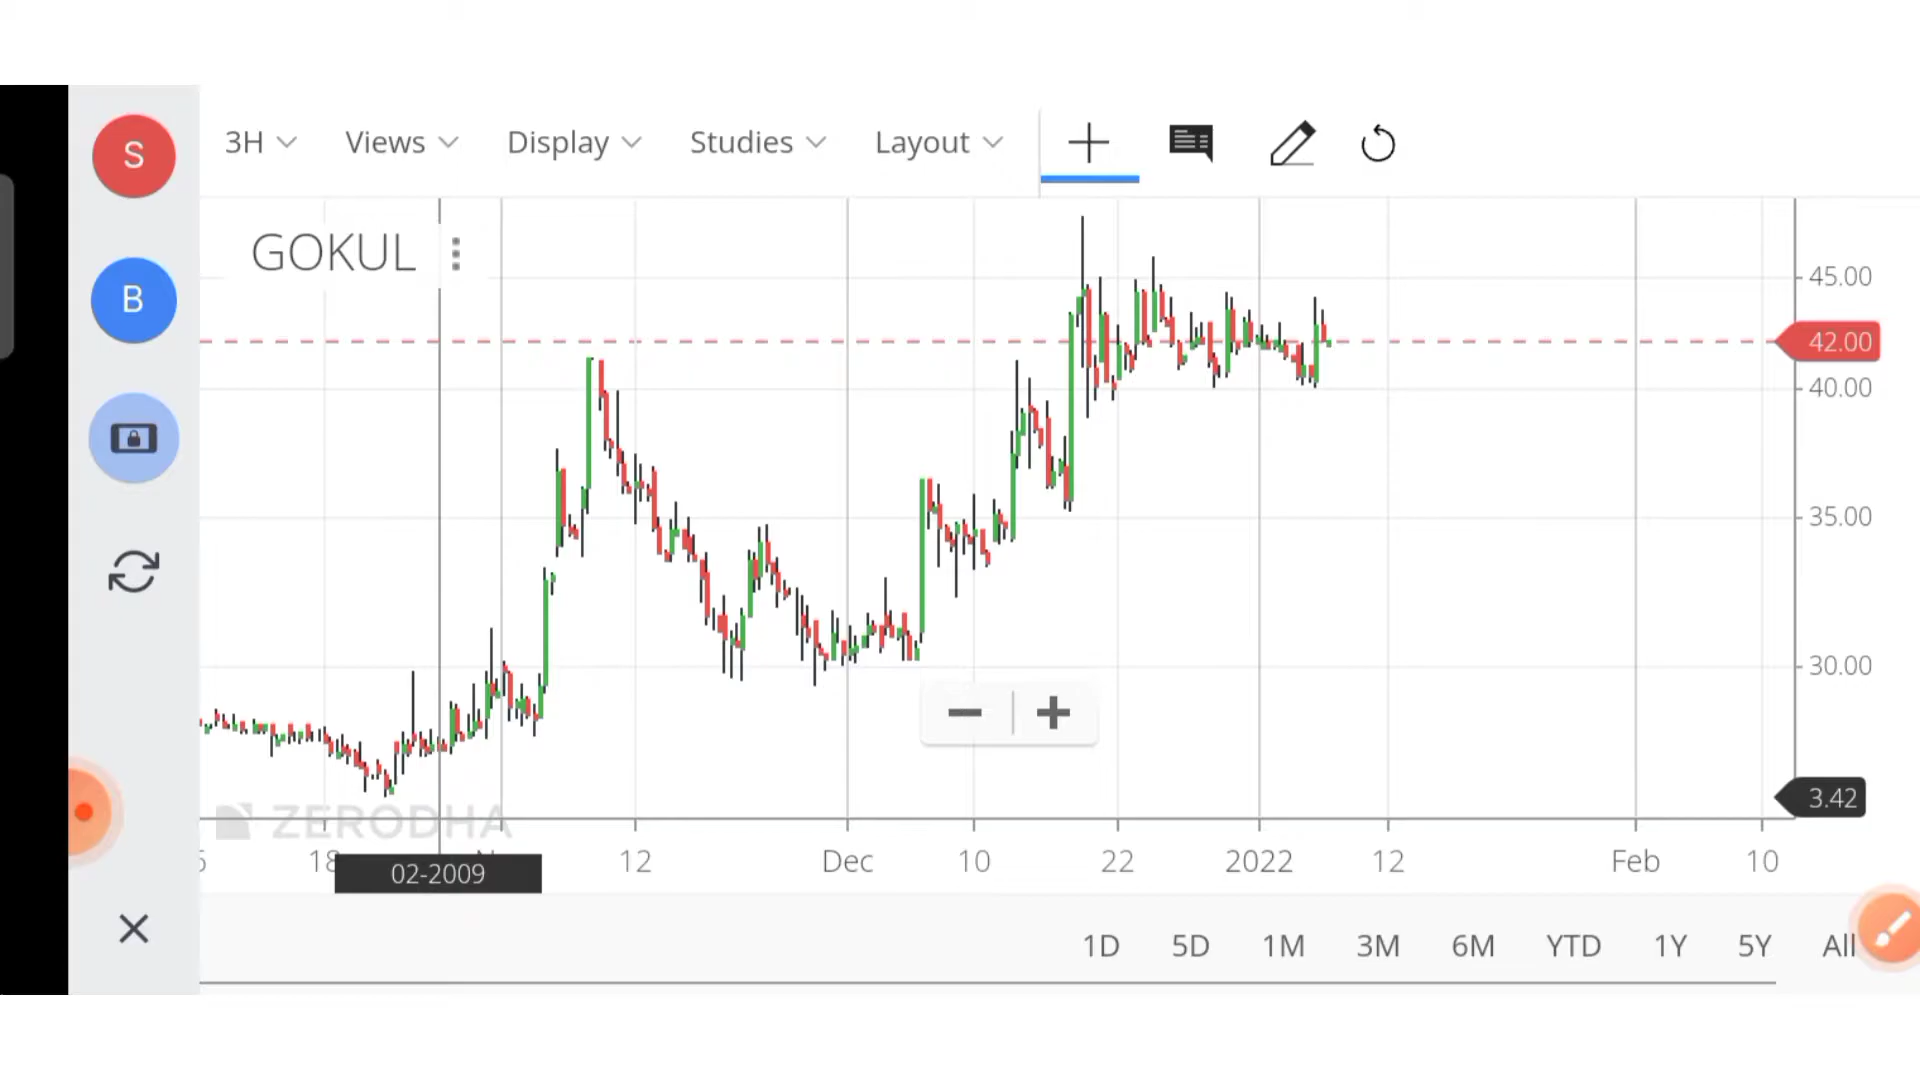 S
3H Views Display Studies Layout
B
GOKUL
45.00
42.00
40.00
35.00
30.00
3.42
ZERODHA
18 12 Dec 10 22 2022 12 Feb 10
02-2009
1D 5D 1M 3M 6M YTD 1Y 5Y All